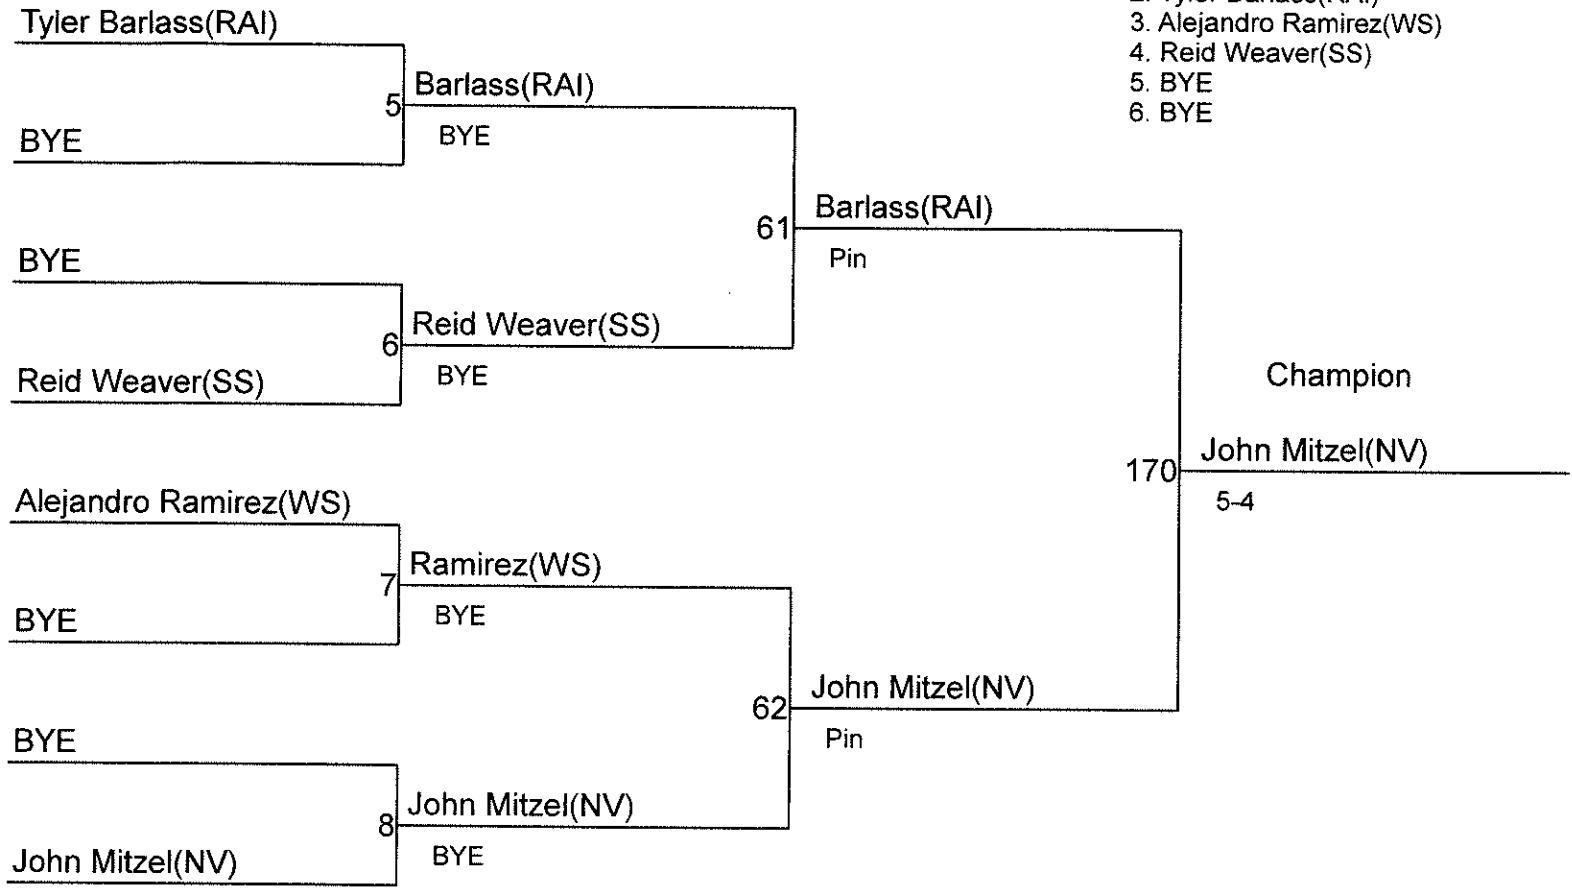 2. Tyler Barlass(RAI)
3. Alejandro Ramirez(WS)
4. Reid Weaver(SS)
5. BYE
6. BYE
Tyler Barlass(RAI)
5 Barlass(RAI)
BYE
BYE
61 Barlass(RAI)
Pin
BYE
6 Reid Weaver(SS)
BYE
Reid Weaver(SS)
Champion
170 John Mitzel(NV)
5-4
Alejandro Ramirez(WS)
7 Ramirez(WS)
BYE
BYE
62 John Mitzel(NV)
Pin
BYE
8 John Mitzel(NV)
BYE
John Mitzel(NV)